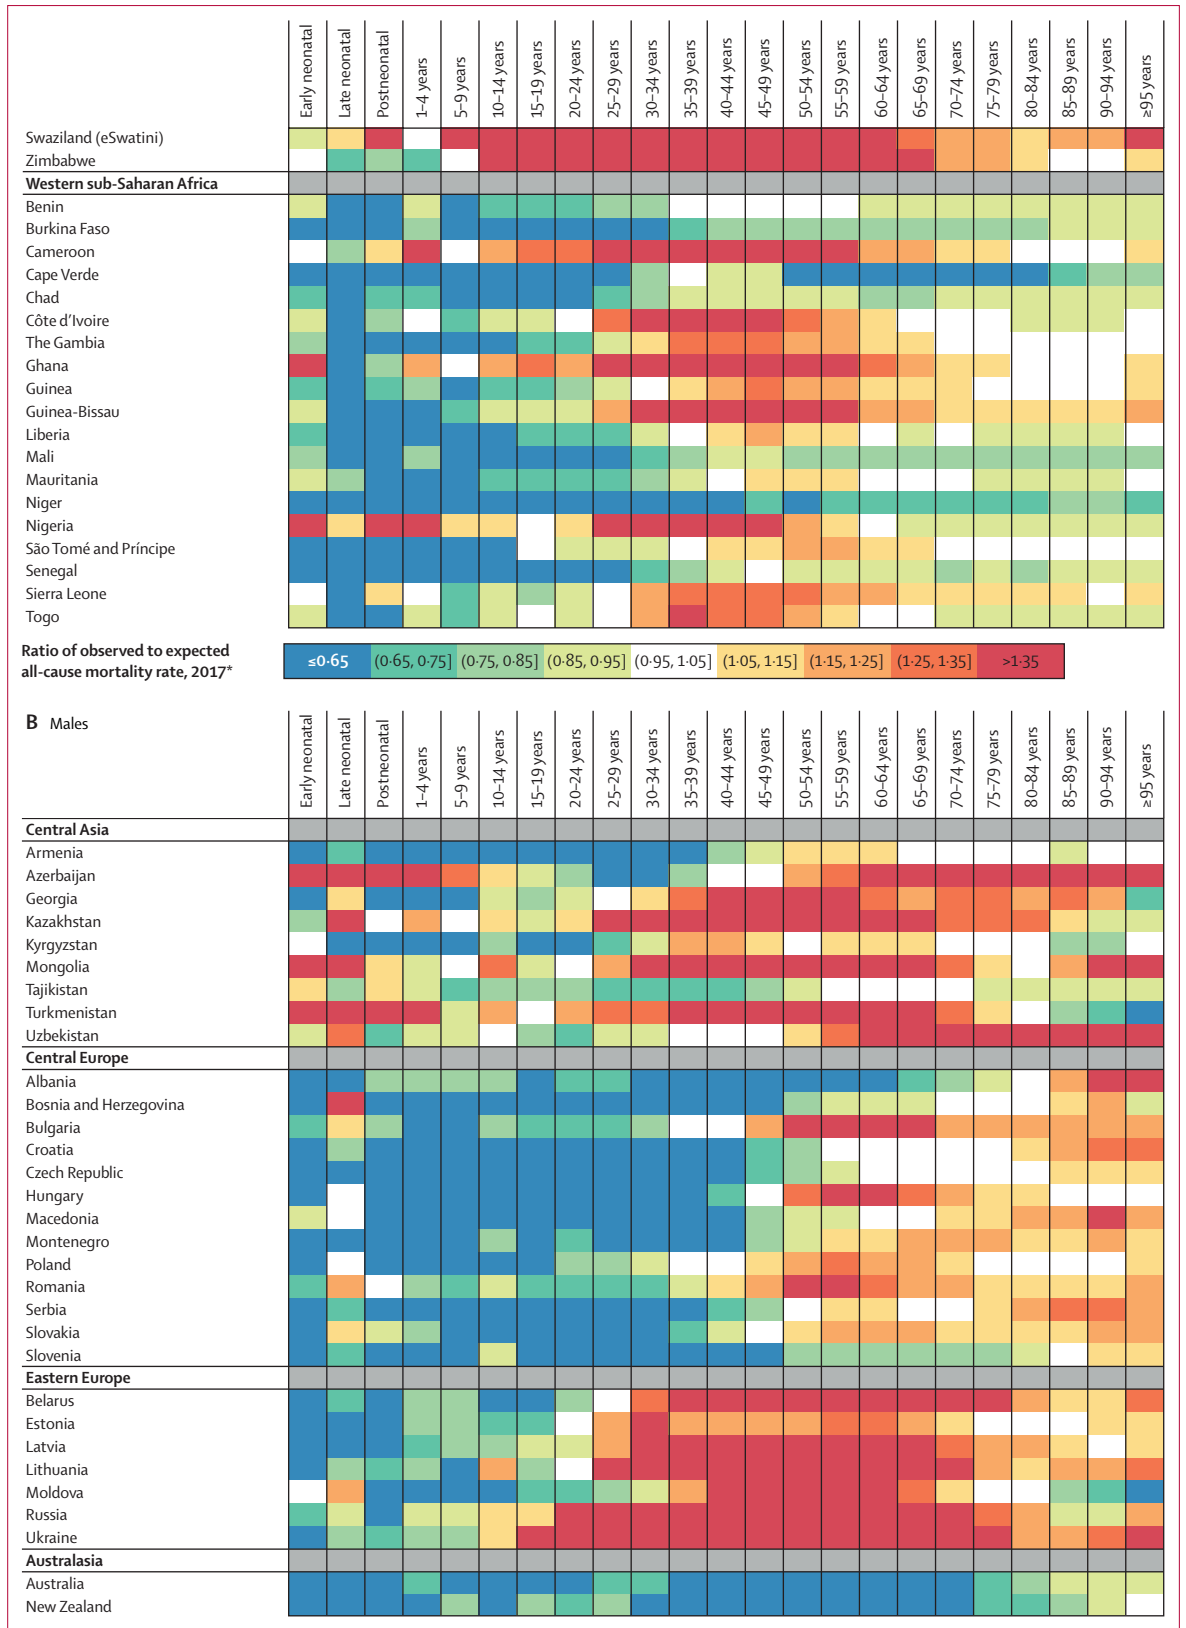 Early neonatal
Late neonatal
Postneonatal
1–4 years
5–9 years
10–14 years
15–19 years
20–24 years
25–29 years
30–34 years
35–39 years
40–44 years
45–49 years
50–54 years
55–59 years
60–64 years
65–69 years
70–74 years
75–79 years
80–84 years
85–89 years
90–94 years
≥95 years
Swaziland (eSwatini)
Zimbabwe
Western sub-Saharan Africa
Benin
Burkina Faso
Cameroon
Cape Verde
Chad
Côte d'Ivoire
The Gambia
Ghana
Guinea
Guinea-Bissau
Liberia
Mali
Mauritania
Niger
Nigeria
São Tomé and Príncipe
Senegal
Sierra Leone
Togo
Ratio of observed to expected
all-cause mortality rate, 2017*
≤0·65 (0·65, 0·75] (0·75, 0·85] (0·85, 0·95] (0·95, 1·05] (1·05, 1·15] (1·15, 1·25] (1·25, 1·35] >1·35
B Males
Early neonatal
Late neonatal
Postneonatal
1–4 years
5–9 years
10–14 years
15–19 years
20–24 years
25–29 years
30–34 years
35–39 years
40–44 years
45–49 years
50–54 years
55–59 years
60–64 years
65–69 years
70–74 years
75–79 years
80–84 years
85–89 years
90–94 years
≥95 years
Central Asia
Armenia
Azerbaijan
Georgia
Kazakhstan
Kyrgyzstan
Mongolia
Tajikistan
Turkmenistan
Uzbekistan
Central Europe
Albania
Bosnia and Herzegovina
Bulgaria
Croatia
Czech Republic
Hungary
Macedonia
Montenegro
Poland
Romania
Serbia
Slovakia
Slovenia
Eastern Europe
Belarus
Estonia
Latvia
Lithuania
Moldova
Russia
Ukraine
Australasia
Australia
New Zealand